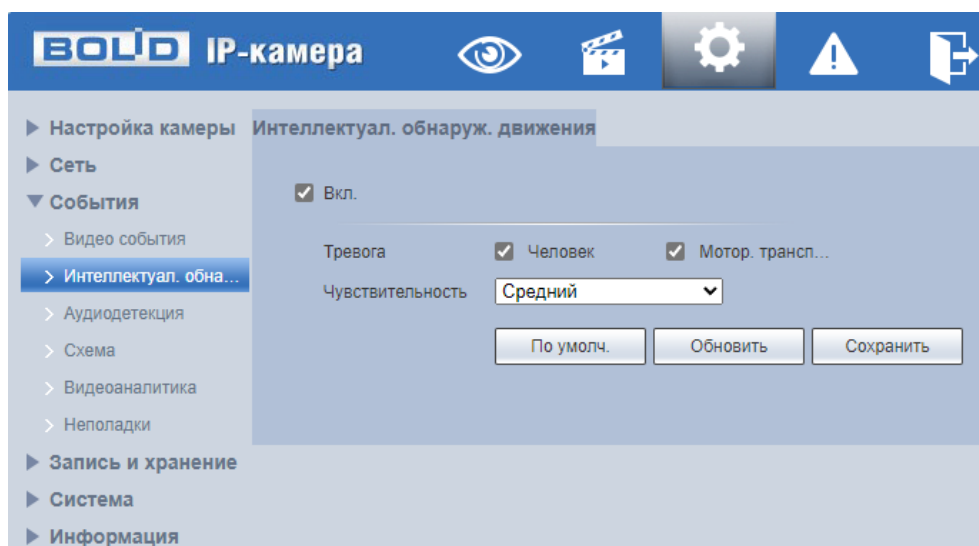 BOLID IP-камера
Настройка камеры
Сеть
События
Видео события
Интеллектуал. обна...
Аудиодетекция
Схема
Видеоаналитика
Неполадки
Запись и хранение
Система
Информация
Интеллектуал. обнаруж. движения
Вкл.
Тревога Человек Мотор. трансп...
Чувствительность Средний
По умолч. Обновить Сохранить